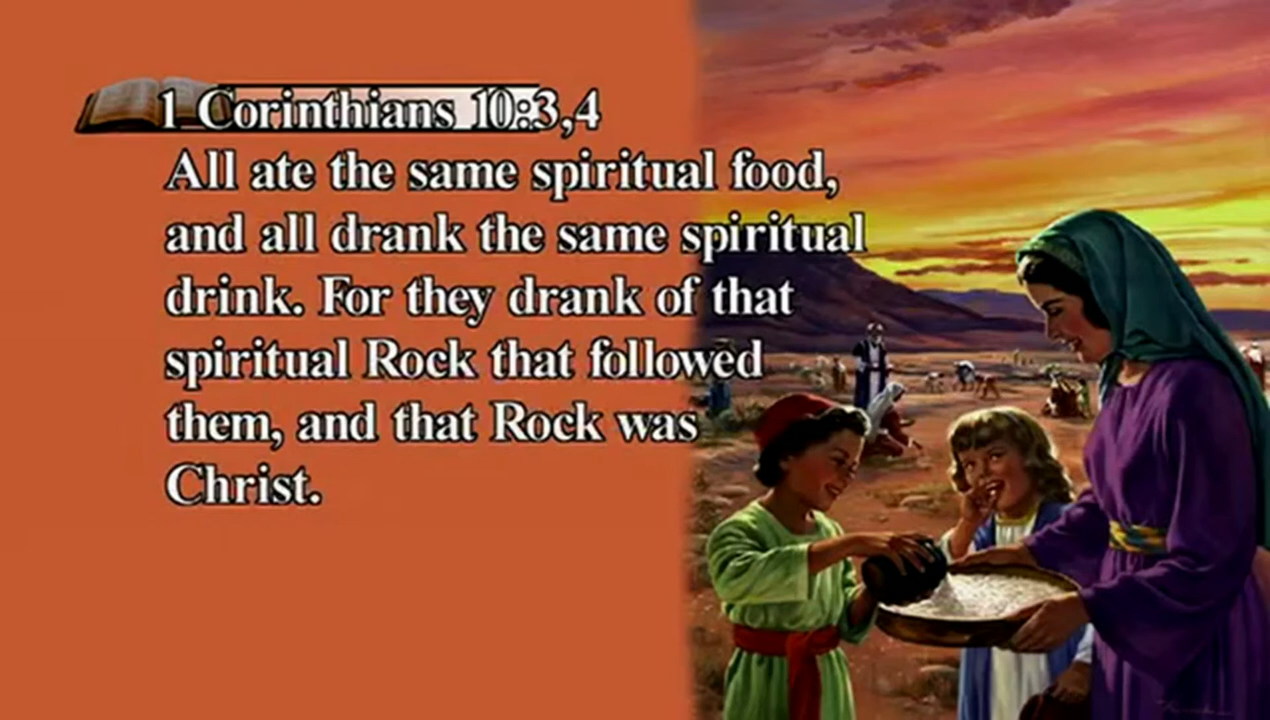 1 Corinthians 10:3,4
All ate the same spiritual food,
and all drank the same spiritual
drink. For they drank of that
spiritual Rock that followed
them, and that Rock was
Christ.